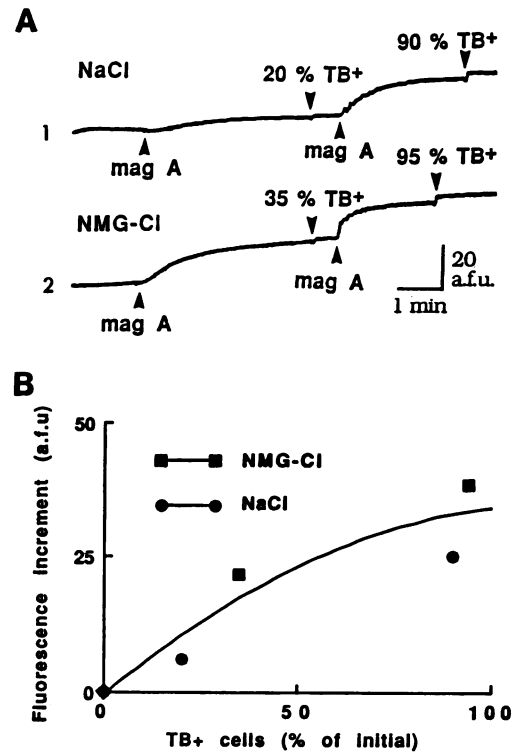 A
NaCl
20 % TB+
90 % TB+
1
mag A
mag A
NMG-Cl
35 % TB+
95 % TB+
2
mag A
mag A
20
a.f.u.
1 min
B
Fluorescence increment (a.f.u)
50
25
0
NMG-Cl
NaCl
0
50
100
TB+ cells (% of initial)